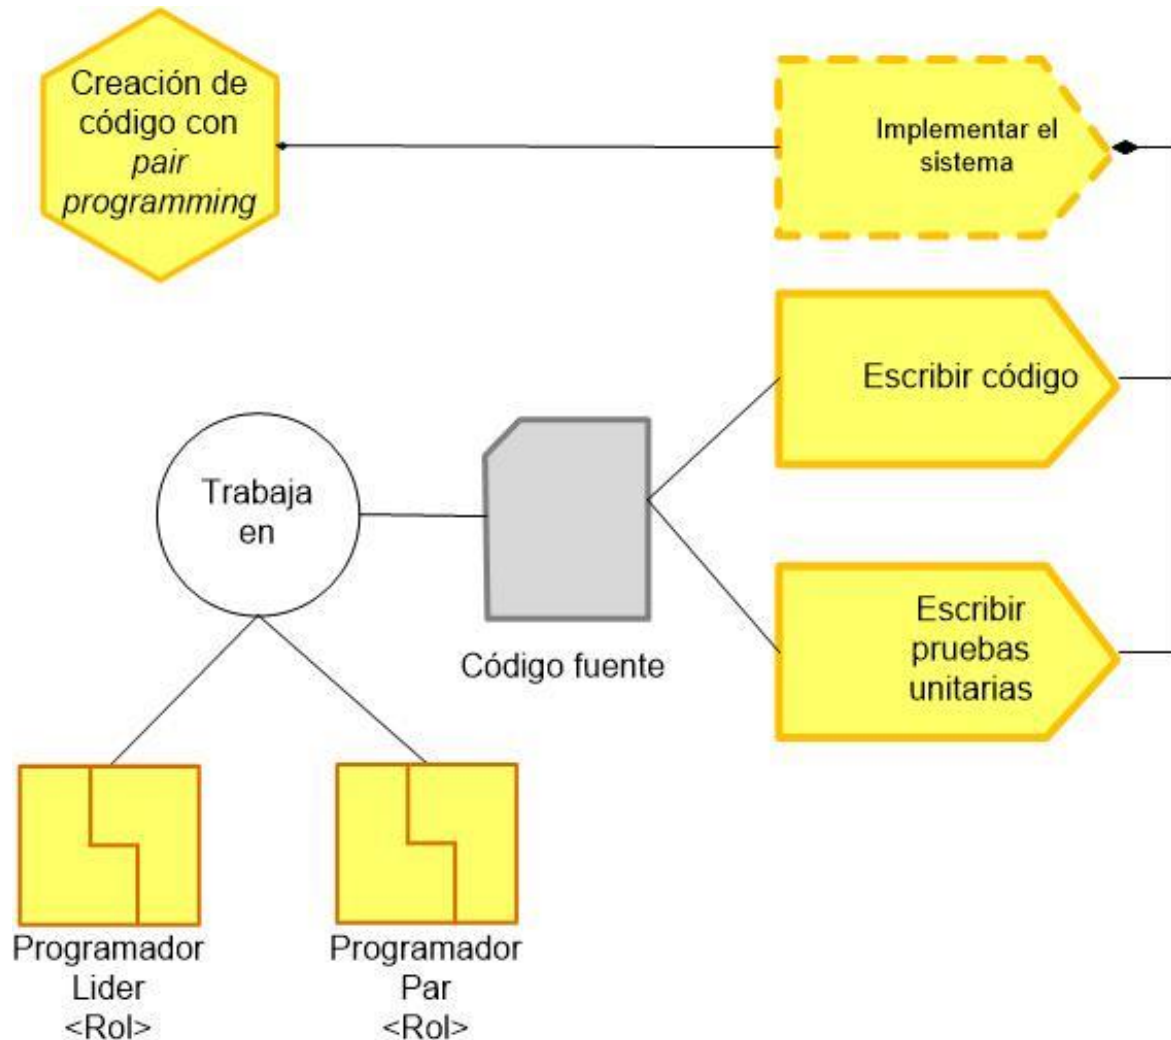 Creación de
código con
pair
programming
Implementar el
sistema
Escribir código
Trabaja
en
Código fuente
Escribir
pruebas
unitarias
Programador
Lider
<Rol>
Programador
Par
<Rol>